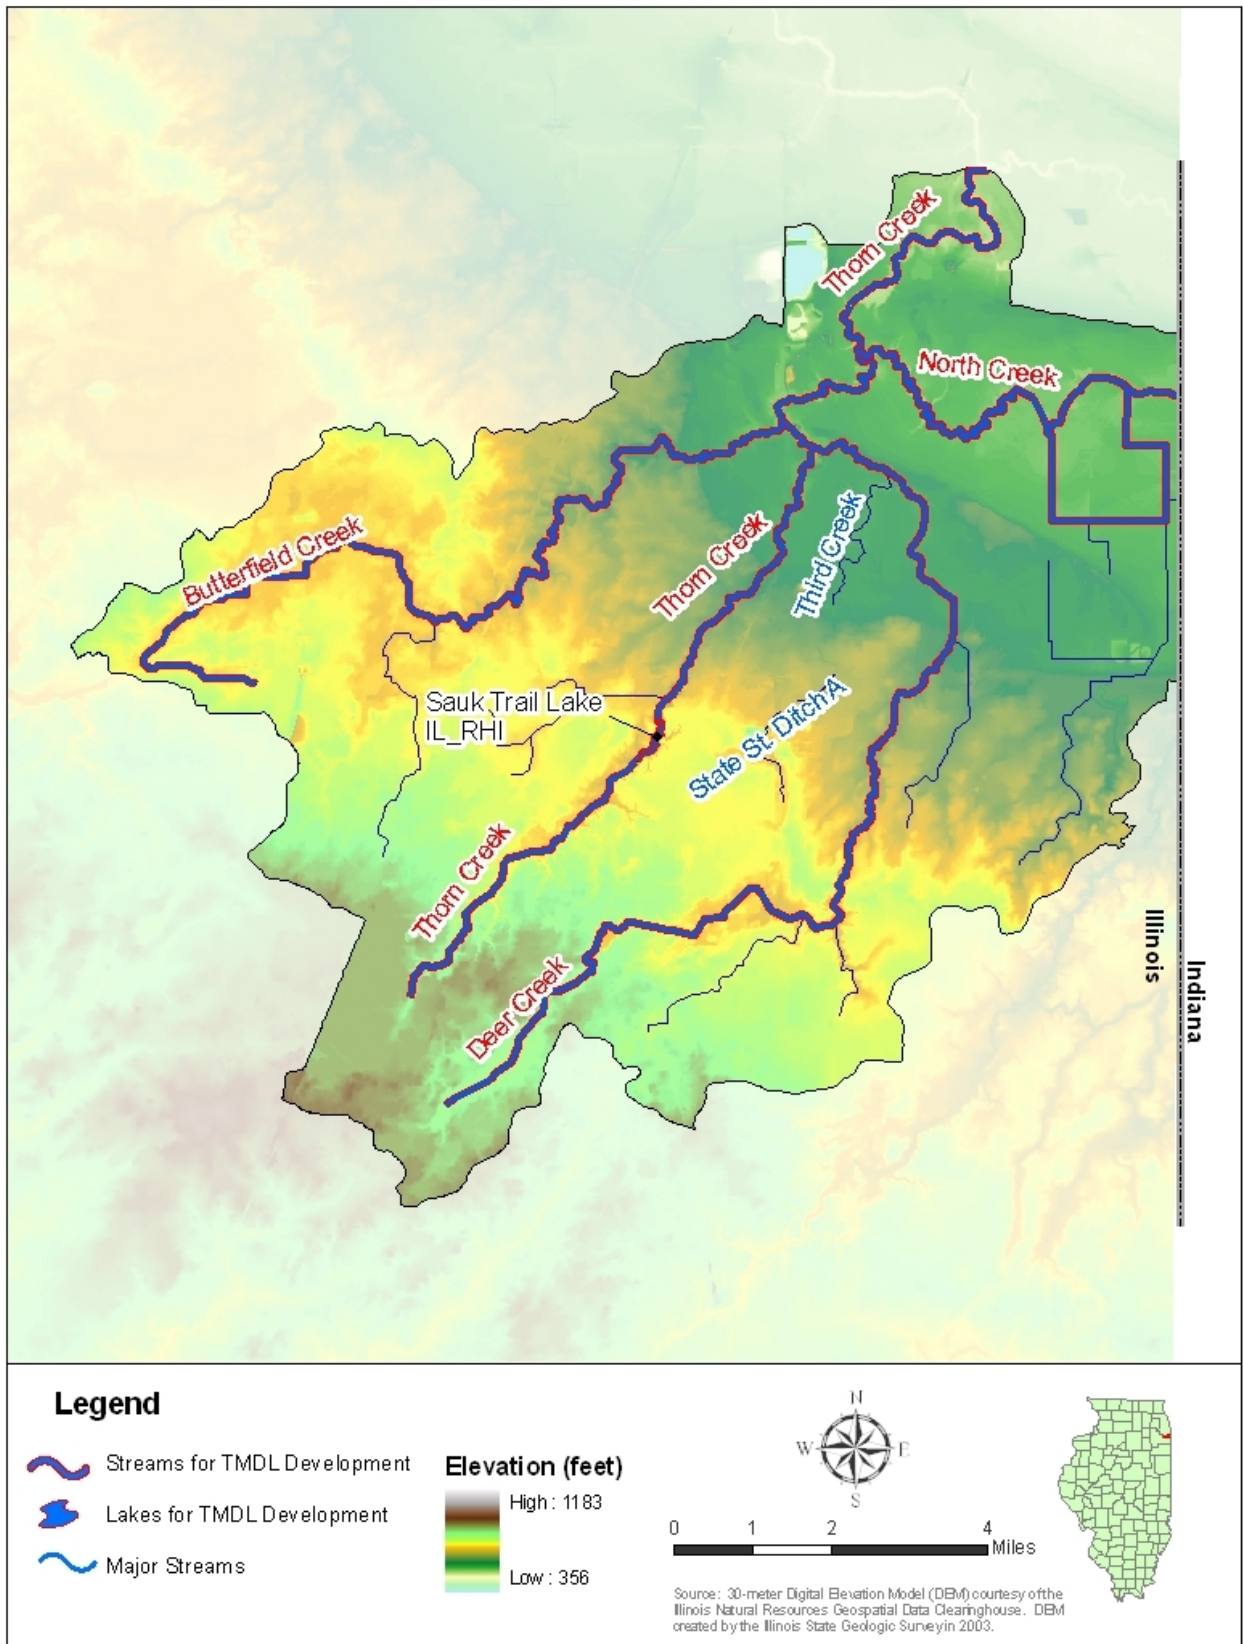 Thorn Creek
North Creek
Butterfield Creek
Thorn Creek
Third Creek
Sauk Trail Lake
IL_RHI
State St. Ditch A
Thorn Creek
Deer Creek
Illinois
Indiana
Legend
Streams for TMDL Development
Lakes for TMDL Development
Major Streams
Elevation (feet)
High : 1183
Low : 356
N
W E
S
0 1 2 4
Miles
Source: 30-meter Digital Elevation Model (DEM) courtesy of the
Illinois Natural Resources Geospatial Data Clearinghouse. DEM
created by the Illinois State Geologic Survey in 2003.